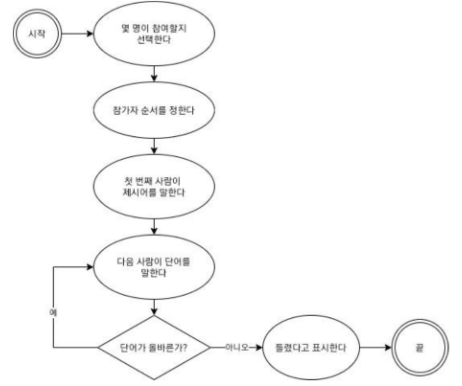 시작
몇 명이 참여할지
선택한다
참가자 순서를 정한다
첫 번째 사람이
제시어를 말한다
다음 사람이 단어를
말한다
예
단어가 올바른가?
아니오
틀렸다고 표시한다
끝